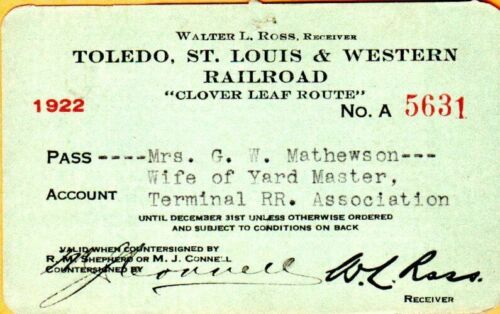 WALTER L. ROSS, RECEIVER
TOLEDO, ST. LOUIS & WESTERN
RAILROAD
"CLOVER LEAF ROUTE"
1922 No. A 5631
PASS ----Mrs. G. W. Mathewson---
Wife of Yard Master,
ACCOUNT Terminal RR. Association
UNTIL DECEMBER 31ST UNLESS OTHERWISE ORDERED
AND SUBJECT TO CONDITIONS ON BACK
VALID WHEN COUNTERSIGNED BY
R. M. SHEPHERD OR M. J. CONNELL
COUNTERSIGNED BY MJConnell W. L. Ross.
RECEIVER